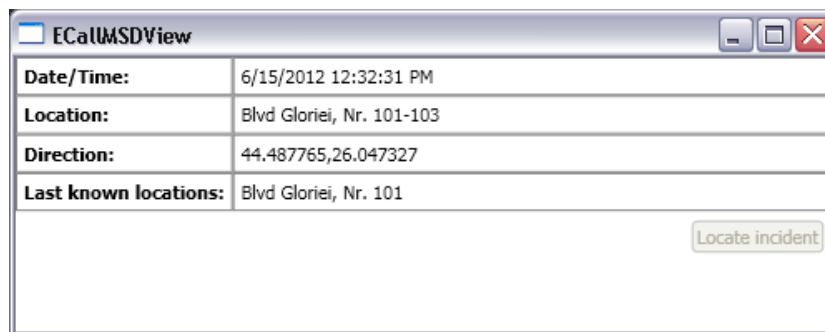 ECallMSDView
Date/Time: 6/15/2012 12:32:31 PM
Location: Blvd Gloriei, Nr. 101-103
Direction: 44.487765,26.047327
Last known locations: Blvd Gloriei, Nr. 101
Locate incident